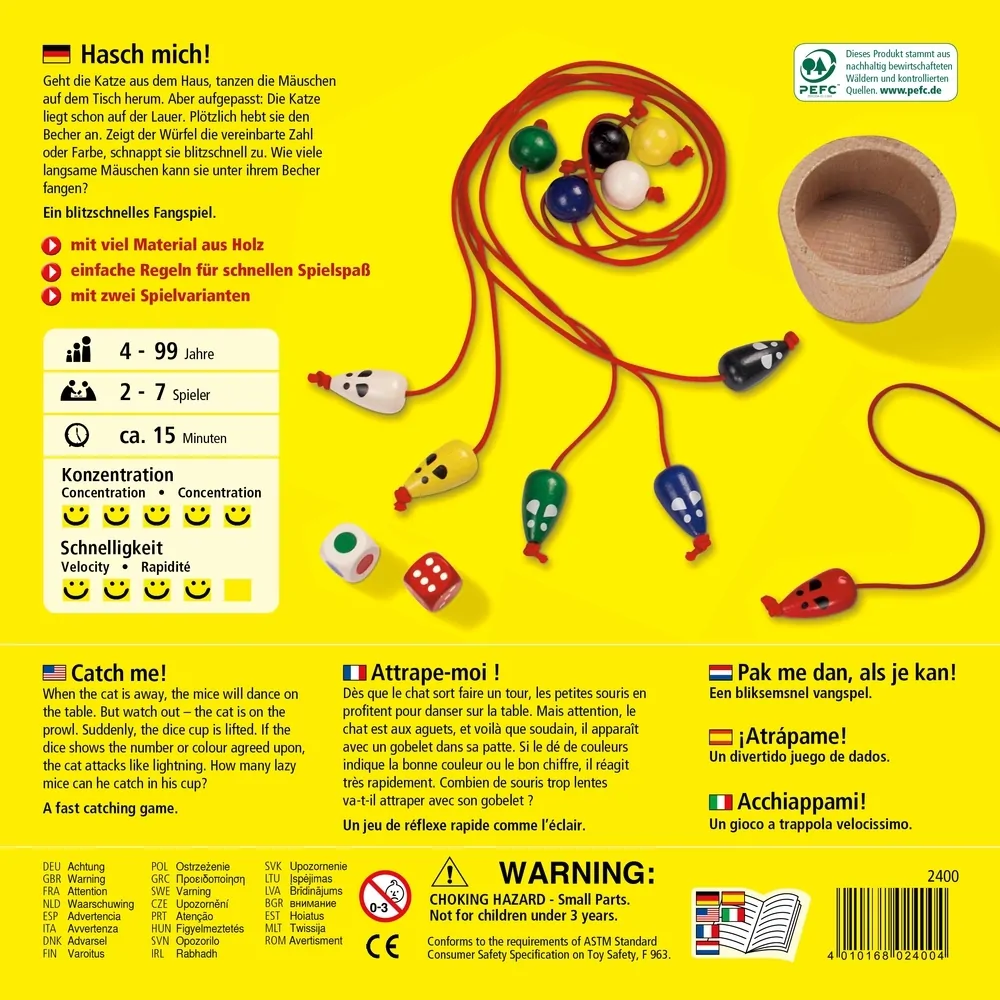 Hasch mich!
Geht die Katze aus dem Haus, tanzen die Mäuschen
auf dem Tisch herum. Aber aufgepasst: Die Katze
liegt schon auf der Lauer. Plötzlich hebt sie den
Becher an. Zeigt der Würfel die vereinbarte Zahl
oder Farbe, schnappt sie blitzschnell zu. Wie viele
langsame Mäuschen kann sie unter ihrem Becher
fangen?
Ein blitzschnelles Fangspiel.
mit viel Material aus Holz
einfache Regeln für schnellen Spielspaß
mit zwei Spielvarianten
PEFC
Dieses Produkt stammt aus
nachhaltig bewirtschafteten
Wäldern und kontrollierten
Quellen. www.pefc.de
4 - 99 Jahre
2 - 7 Spieler
ca. 15 Minuten
Konzentration
Concentration • Concentration
Schnelligkeit
Velocity • Rapidité
Catch me!
When the cat is away, the mice will dance on
the table. But watch out – the cat is on the
prowl. Suddenly, the dice cup is lifted. If the
dice shows the number or colour agreed upon,
the cat attacks like lightning. How many lazy
mice can he catch in his cup?
A fast catching game.
Attrape-moi !
Dès que le chat sort faire un tour, les petites souris en
profitent pour danser sur la table. Mais attention, le
chat est aux aguets, et voilà que soudain, il apparaît
avec un gobelet dans sa patte. Si le dé de couleurs
indique la bonne couleur ou le bon chiffre, il réagit
très rapidement. Combien de souris trop lentes
va-t-il attraper avec son gobelet ?
Un jeu de réflexe rapide comme l'éclair.
Pak me dan, als je kan!
Een bliksemsnel vangspel.
¡Atrápame!
Un divertido juego de dados.
Acchiappami!
Un gioco a trappola velocissimo.
DEU Achtung
GBR Warning
FRA Attention
NLD Waarschuwing
ESP Advertencia
ITA Avvertenza
DNK Advarsel
FIN Varoitus
POL Ostrzeżenie
GRC Προειδοποίηση
SWE Varning
CZE Upozornění
PRT Atenção
HUN Figyelmeztetés
SVN Opozorilo
IRL Rabhadh
SVK Upozornenie
LTU Įspėjimas
LVA Brīdinājums
BGR внимание
EST Hoiatus
MLT Twissija
ROM Avertisment
0-3
CE
WARNING:
CHOKING HAZARD - Small Parts.
Not for children under 3 years.
Conforms to the requirements of ASTM Standard
Consumer Safety Specification on Toy Safety, F 963.
2400
4 010168 024004